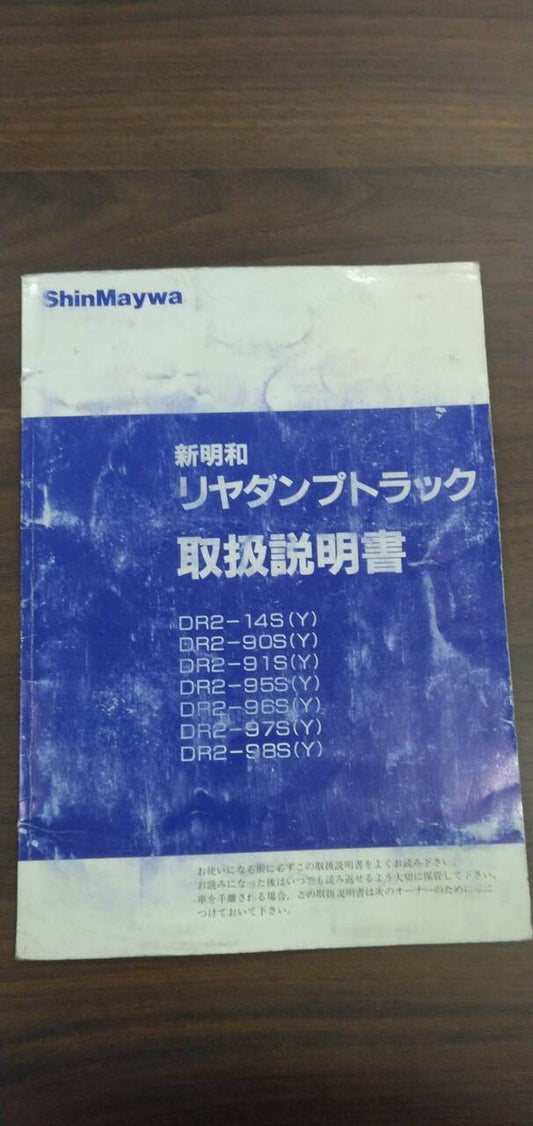 ShinMaywa
新明和
リヤダンプトラック
取扱説明書
DR2-14S(Y)
DR2-90S(Y)
DR2-91S(Y)
DR2-95S(Y)
DR2-96S(Y)
DR2-97S(Y)
DR2-98S(Y)
お使いになる前に必ずこの取扱説明書をよくお読み下さい。
お読みになった後はいつでも読み返せるよう大切に保管して下さい。
車を手離される場合、この取扱説明書は次のオーナーのために
つけておいて下さい。